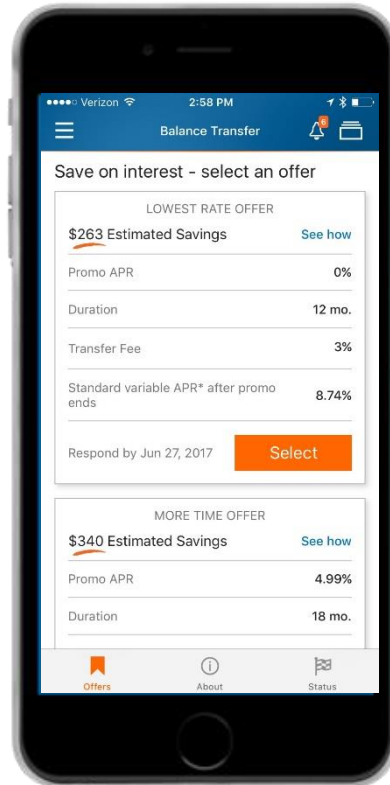 Verizon 2:58 PM
Balance Transfer 6
Save on interest - select an offer
LOWEST RATE OFFER
$263 Estimated Savings See how
Promo APR 0%
Duration 12 mo.
Transfer Fee 3%
Standard variable APR* after promo
ends 8.74%
Respond by Jun 27, 2017 Select
MORE TIME OFFER
$340 Estimated Savings See how
Promo APR 4.99%
Duration 18 mo.
Offers About Status